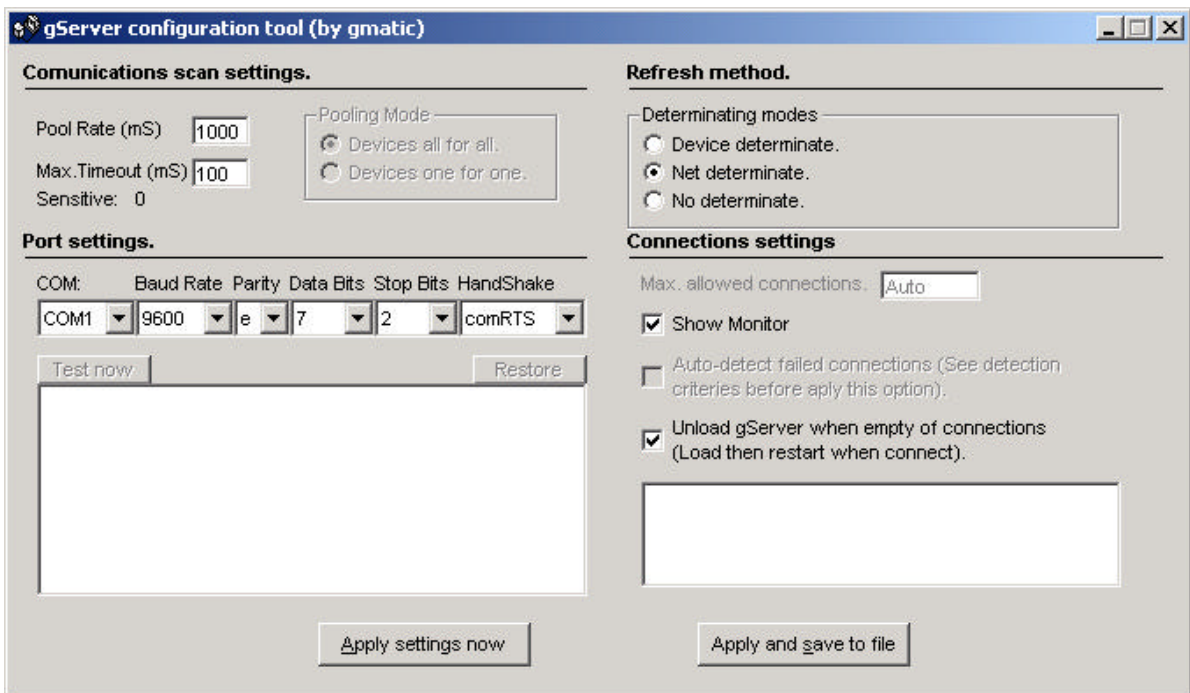 gServer configuration tool (by gmatic)
Comunications scan settings.
Pool Rate (mS) 1000
Max.Timeout (mS) 100
Sensitive: 0
Pooling Mode
Devices all for all.
Devices one for one.
Refresh method.
Determinating modes
Device determinate.
Net determinate.
No determinate.
Port settings.
COM: Baud Rate Parity Data Bits Stop Bits HandShake
COM1 9600 e 7 2 comRTS
Test now Restore
Connections settings
Max. allowed connections. Auto
Show Monitor
Auto-detect failed connections (See detection
criteries before aply this option).
Unload gServer when empty of connections
(Load then restart when connect).
Apply settings now
Apply and save to file